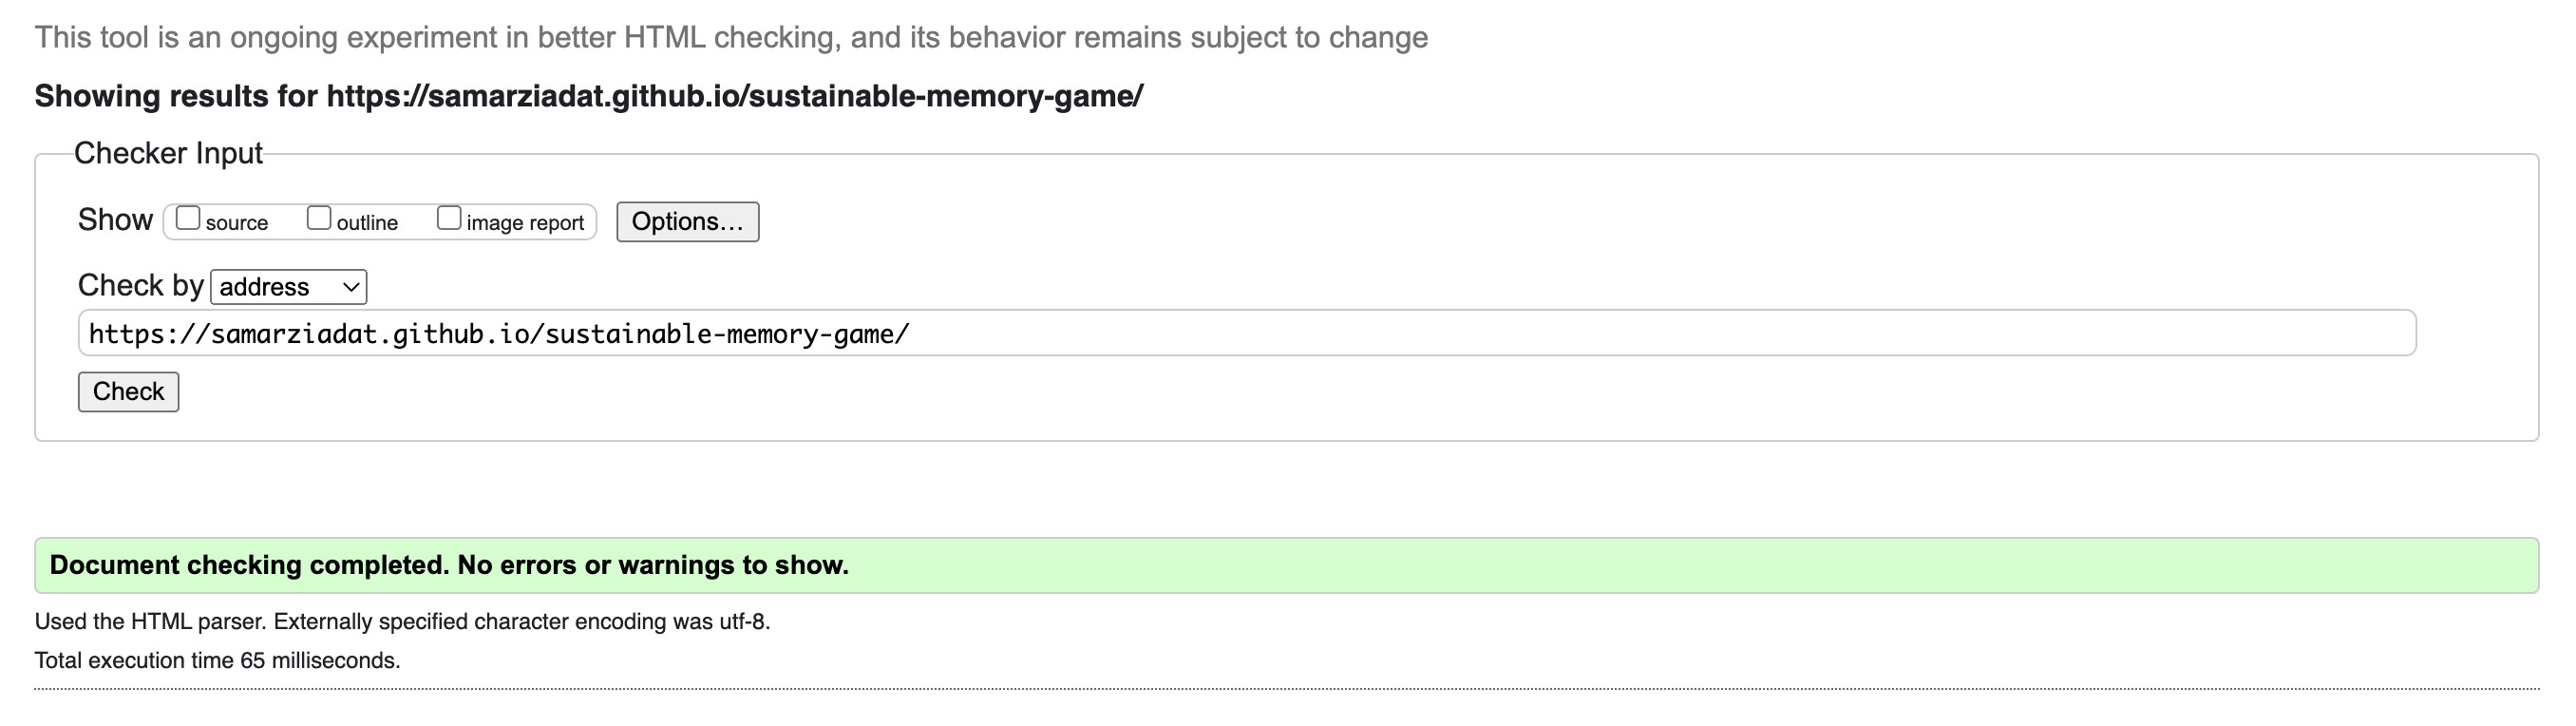 This tool is an ongoing experiment in better HTML checking, and its behavior remains subject to change
Showing results for https://samarziadat.github.io/sustainable-memory-game/
Checker Input
Show source outline image report Options...
Check by address
https://samarziadat.github.io/sustainable-memory-game/
Check
Document checking completed. No errors or warnings to show.
Used the HTML parser. Externally specified character encoding was utf-8.
Total execution time 65 milliseconds.